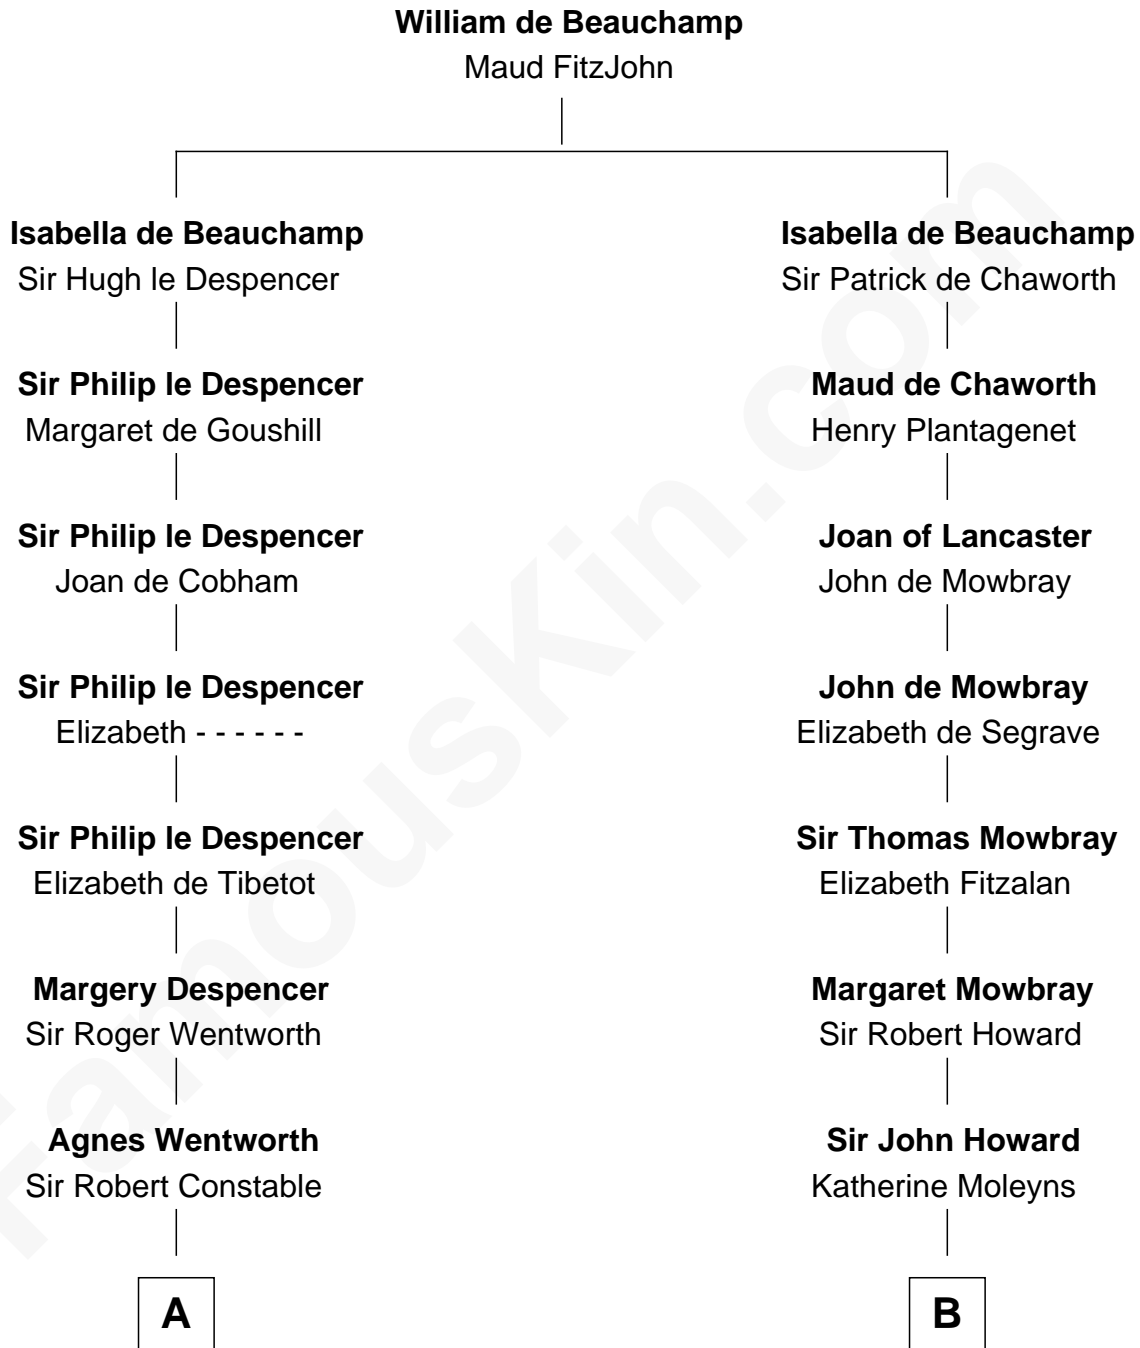 William de Beauchamp
Maud FitzJohn
Isabella de Beauchamp
Sir Hugh le Despencer
Isabella de Beauchamp
Sir Patrick de Chaworth
Sir Philip le Despencer
Margaret de Goushill
Maud de Chaworth
Henry Plantagenet
Sir Philip le Despencer
Joan de Cobham
Joan of Lancaster
John de Mowbray
Sir Philip le Despencer
Elizabeth - - - - - -
John de Mowbray
Elizabeth de Segrave
Sir Philip le Despencer
Elizabeth de Tibetot
Sir Thomas Mowbray
Elizabeth Fitzalan
Margery Despencer
Sir Roger Wentworth
Margaret Mowbray
Sir Robert Howard
Agnes Wentworth
Sir Robert Constable
Sir John Howard
Katherine Moleyns
A
B
FamousKin.com